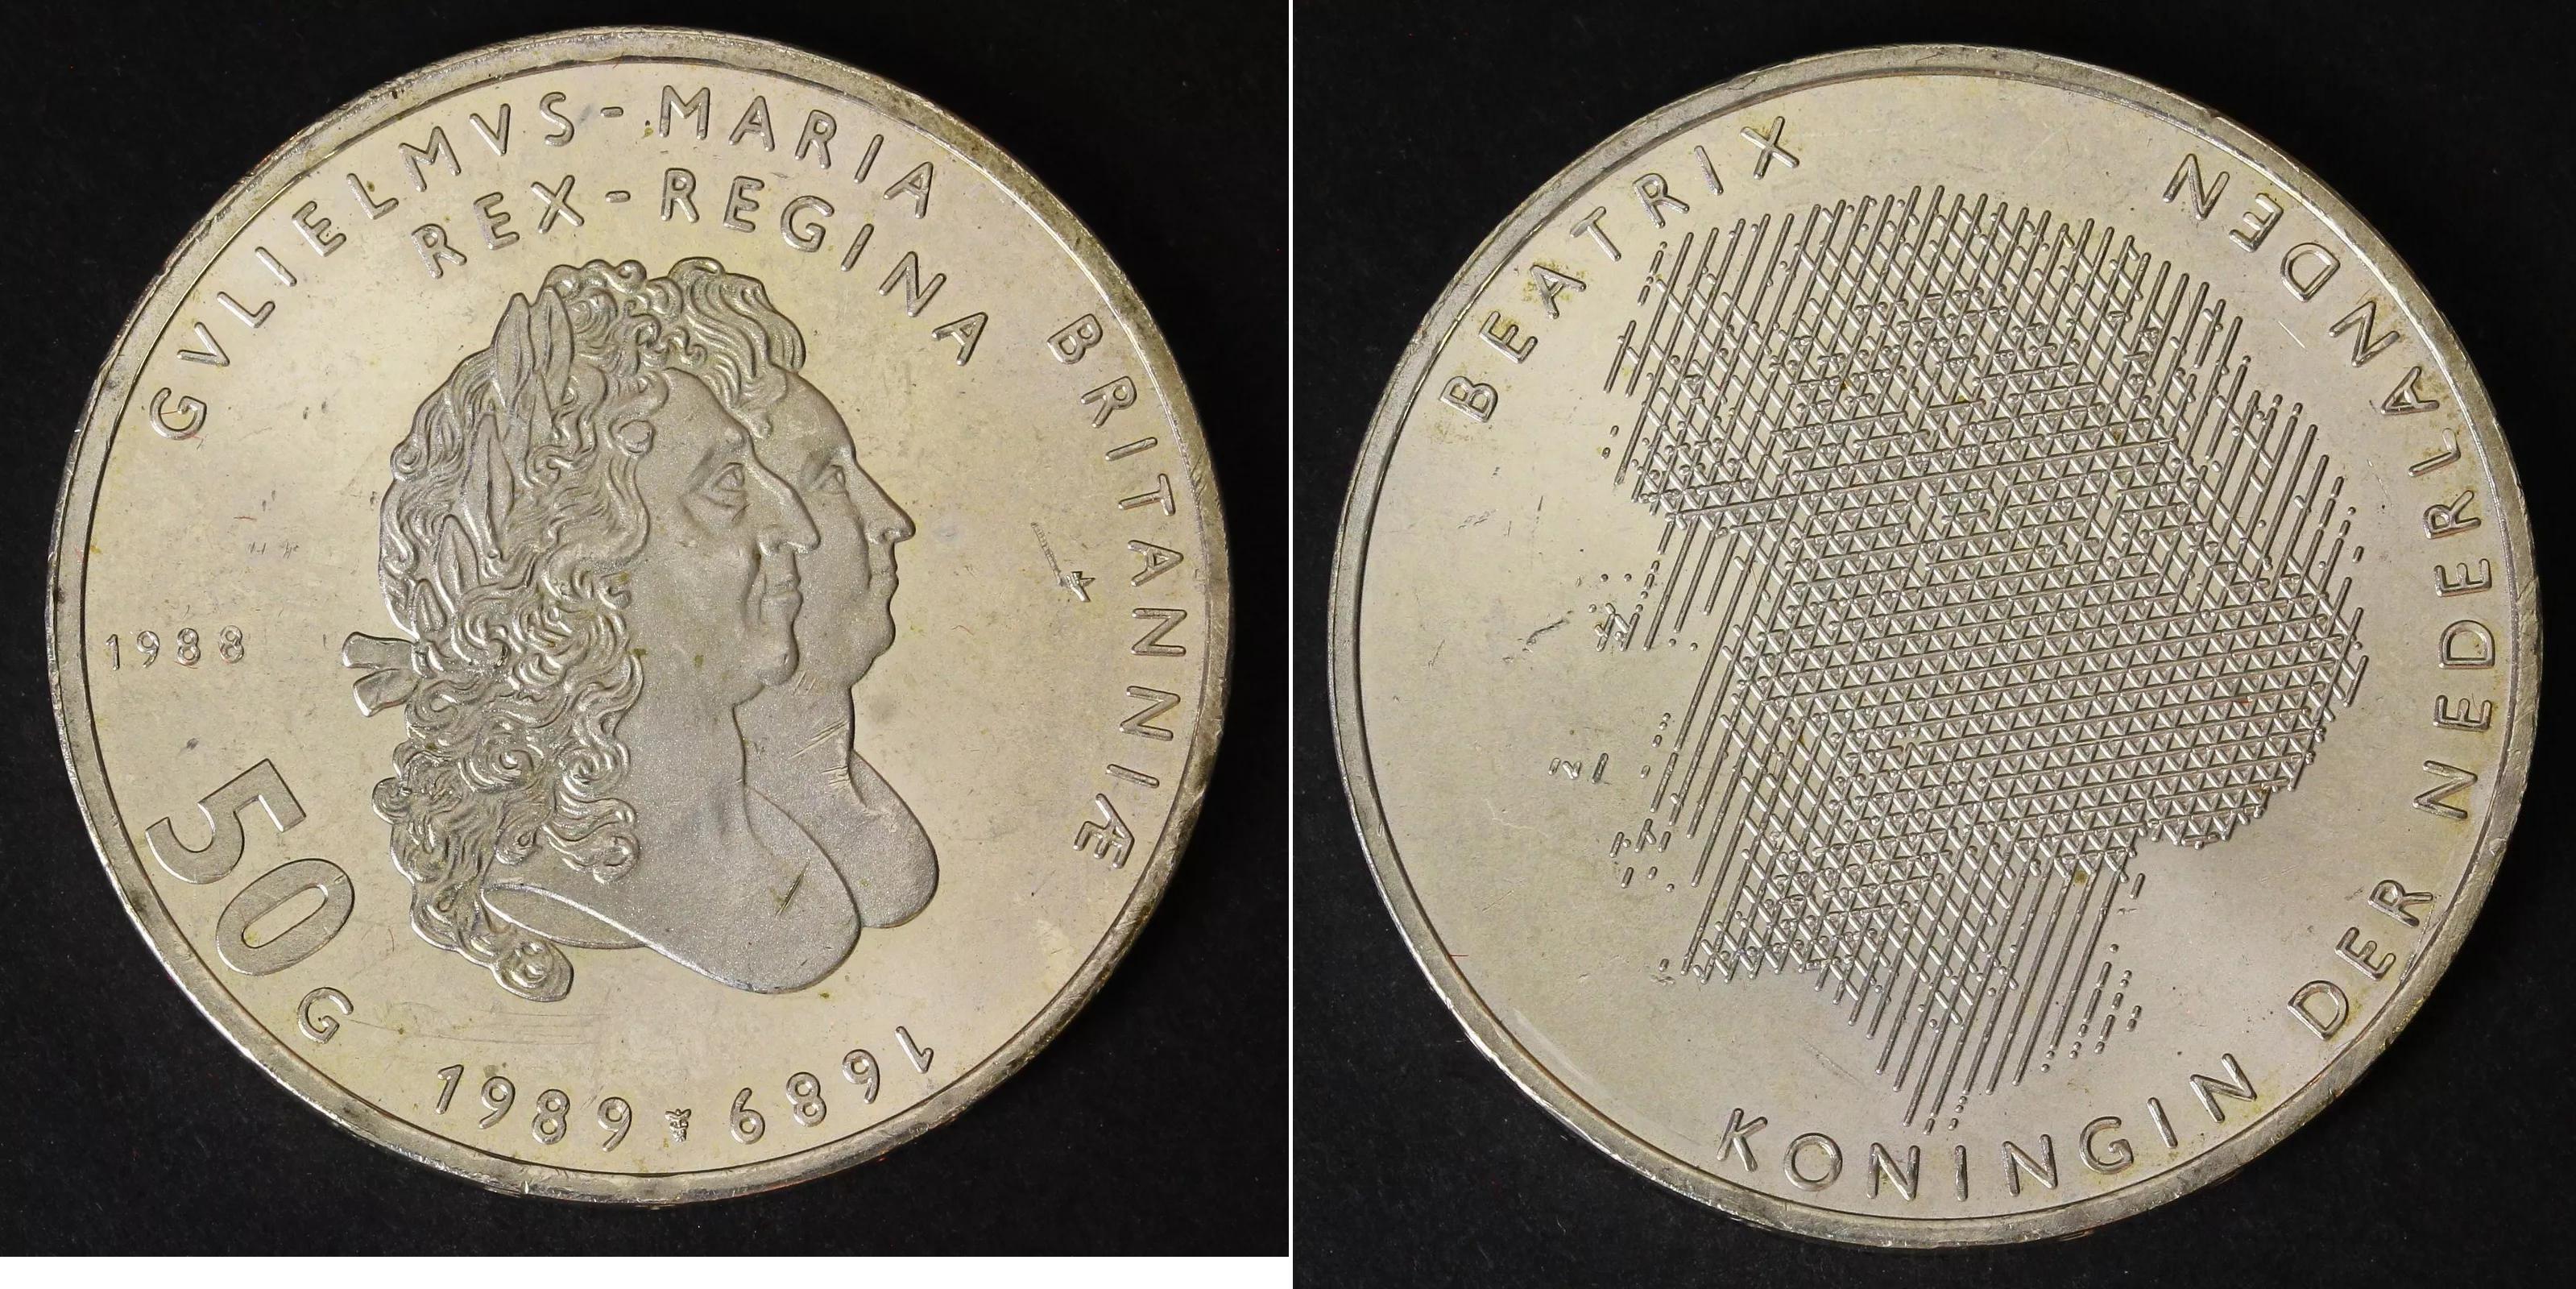 GVLIELMVS-MARIA
REX-REGINA BRITANNIÆ
1988
50 G
1989 1689
BEATRIX
KONINGIN DER NEDERLANDEN